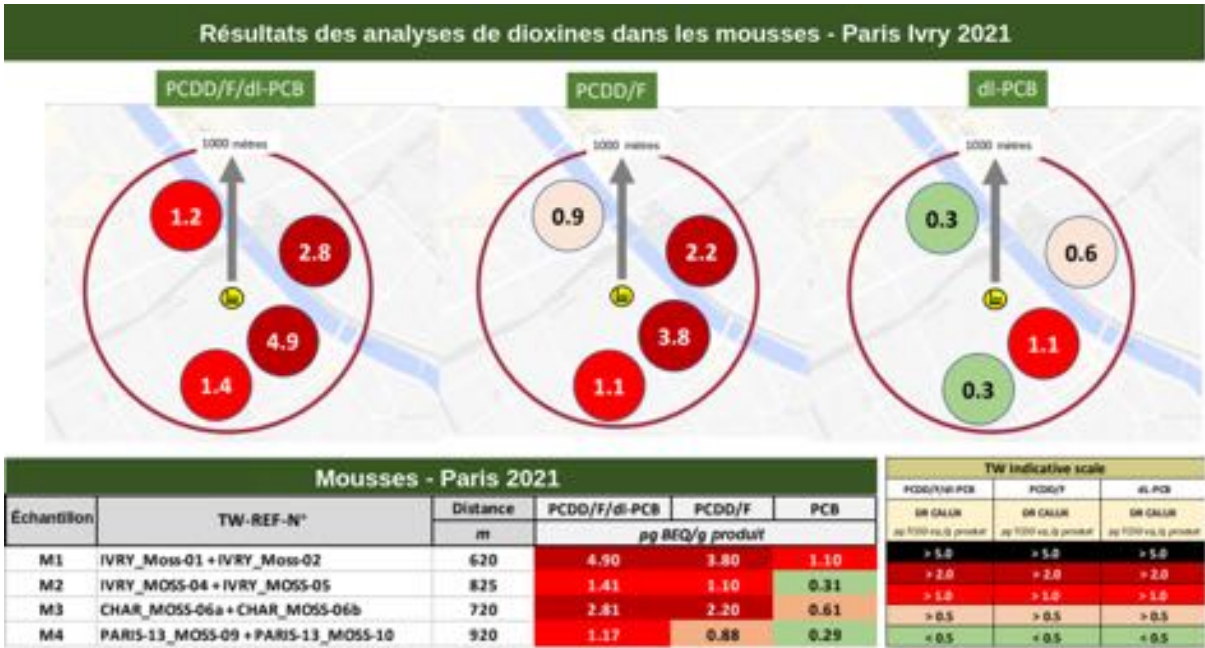 Résultats des analyses de dioxines dans les mousses - Paris Ivry 2021
PCDD/F/dl-PCB PCDD/F dl-PCB
1000 mètres 1000 mètres 1000 mètres
1.2 0.9 0.3
2.8 2.2 0.6
4.9 3.8 1.1
1.4 1.1 0.3
Mousses - Paris 2021
Échantillon TW-REF-N° Distance PCDD/F/dl-PCB PCDD/F PCB
m pg BEQ/g produit
M1 IVRY_Moss-01 + IVRY_Moss-02 620 4.90 3.80 1.10
M2 IVRY_MOSS-04 + IVRY_MOSS-05 825 1.41 1.10 0.31
M3 CHAR_MOSS-06a + CHAR_MOSS-06b 720 2.81 2.20 0.61
M4 PARIS-13_MOSS-09 + PARIS-13_MOSS-10 920 1.17 0.88 0.29
TW indicative scale
PCDD/F/dl-PCB PCDD/F dL-PCB
DR CALUX DR CALUX DR CALUX
> 5.0 > 5.0 > 5.0
> 2.0 > 2.0 > 2.0
> 1.0 > 1.0 > 1.0
> 0.5 > 0.5 > 0.5
< 0.5 < 0.5 < 0.5